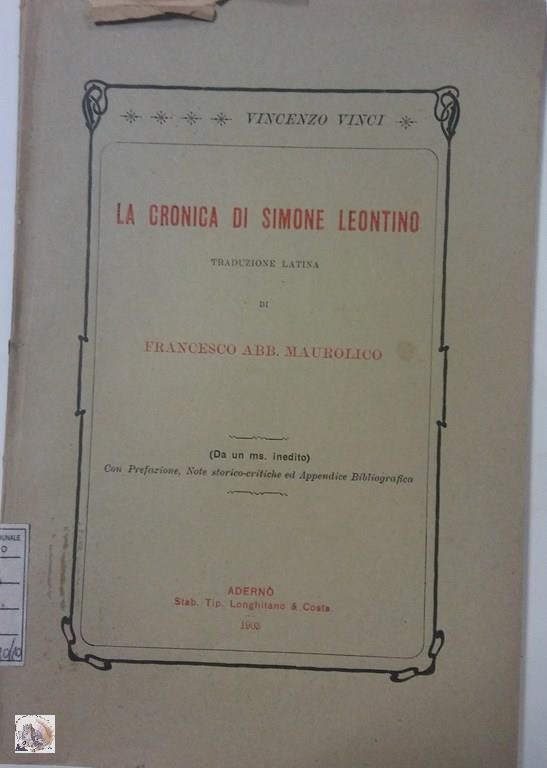 VINCENZO VINCI
LA CRONICA DI SIMONE LEONTINO
TRADUZIONE LATINA
DI
FRANCESCO ABB. MAUROLICO
(Da un ms. inedito)
Con Prefazione, Note storico-critiche ed Appendice Bibliografica
ADERNÒ
Stab. Tip. Longhitano & Costa
1903